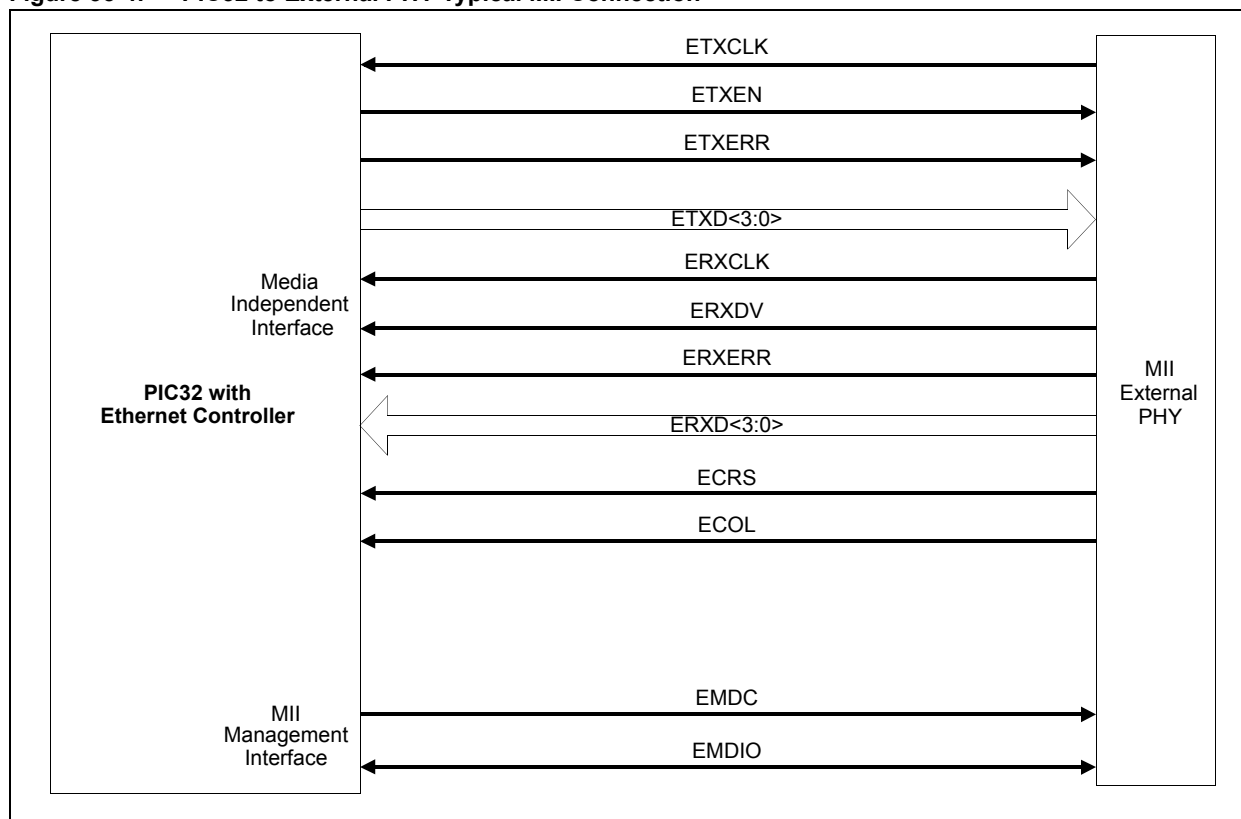 ETXCLK
ETXEN
ETXERR
ETXD<3:0>
ERXCLK
Media
Independent
Interface
ERXDV
ERXERR
PIC32 with
Ethernet Controller
MII
External
PHY
ERXD<3:0>
ECRS
ECOL
EMDC
MII
Management
Interface
EMDIO